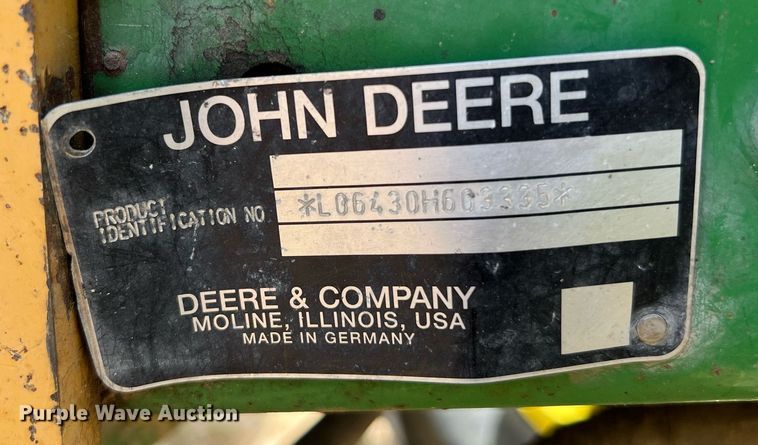 JOHN DEERE
PRODUCT
IDENTIFICATION NO
*L06430H603335*
DEERE & COMPANY
MOLINE, ILLINOIS, USA
MADE IN GERMANY
Purple Wave Auction